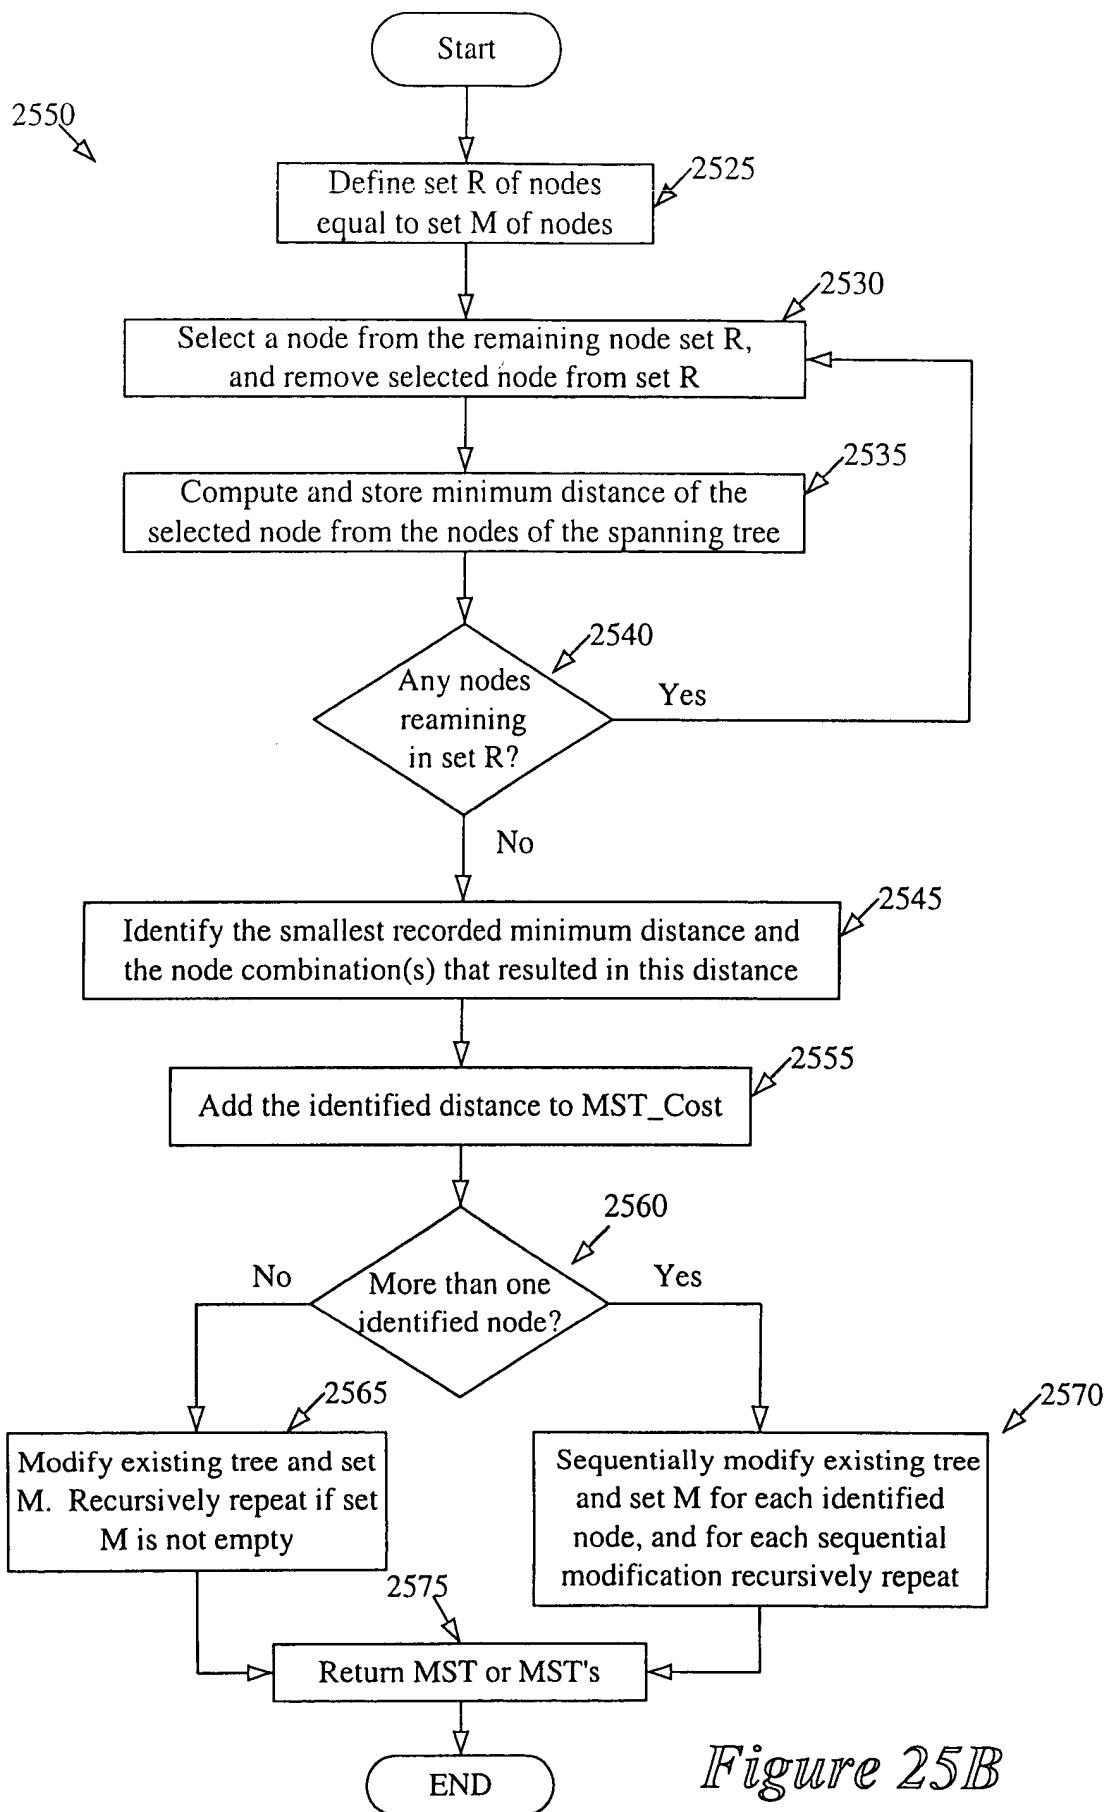 Start
2550
Define set R of nodes
equal to set M of nodes
2525
2530
Select a node from the remaining node set R,
and remove selected node from set R
2535
Compute and store minimum distance of the
selected node from the nodes of the spanning tree
2540
Any nodes
reamining
in set R?
Yes
No
2545
Identify the smallest recorded minimum distance and
the node combination(s) that resulted in this distance
2555
Add the identified distance to MST_Cost
2560
No
More than one
identified node?
Yes
2565
Modify existing tree and set
M. Recursively repeat if set
M is not empty
2570
Sequentially modify existing tree
and set M for each identified
node, and for each sequential
modification recursively repeat
2575
Return MST or MST's
END
Figure 25B